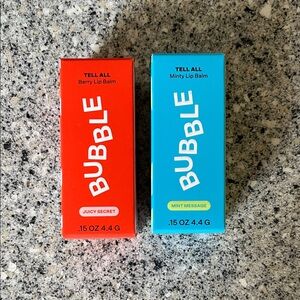 TELL ALL
Berry Lip Balm
BUBBLE
JUICY SECRET
.15 OZ 4.4 G
TELL ALL
Minty Lip Balm
BUBBLE
MINT MESSAGE
.15 OZ 4.4 G